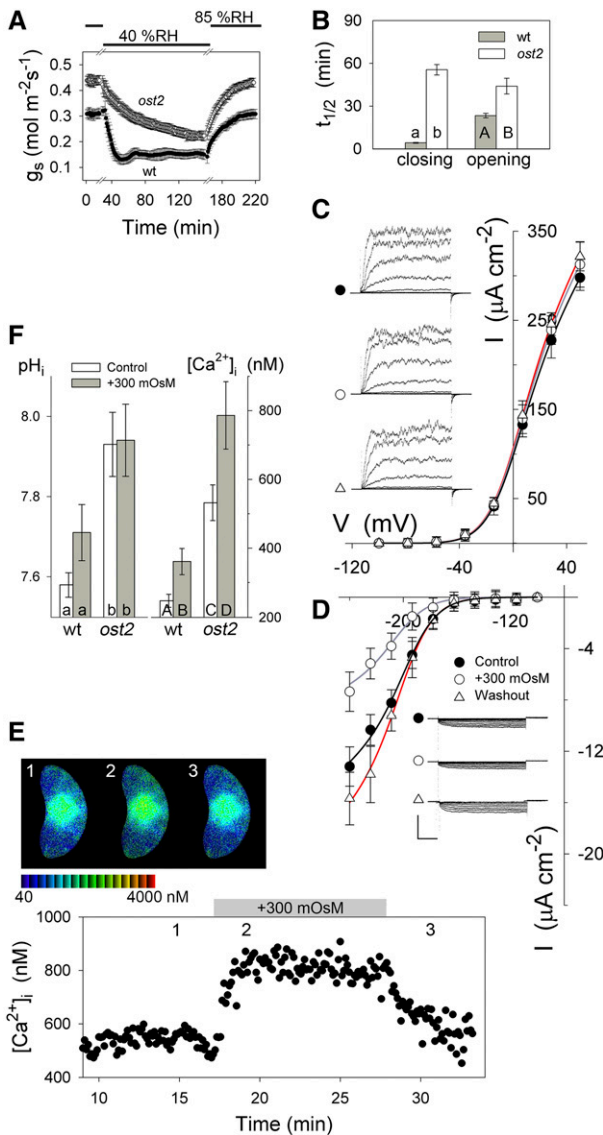 A
85 %RH
40 %RH
0.5
0.4
0.3
0.2
0.1
gs (mol m-2s-1)
ost2
wt
0 40 80 120 160 180 220
Time (min)
B
wt
ost2
t1/2 (min)
90
60
30
0
a b A B
closing opening
C
I (µA cm-2)
350
250
150
50
V (mV)
-120 -40 40
F
pHi
[Ca2+]i (nM)
Control
+300 mOsM
8.0
7.8
7.6
800
700
600
500
400
300
200
a a b b A B C D
wt ost2 wt ost2
D
-200 -120
Control
+300 mOsM
Washout
-4
-12
-20
I (µA cm-2)
E
1 2 3
40 4000 nM
+300 mOsM
1 2 3
[Ca2+]i (nM)
1000
800
600
400
10 15 20 25 30
Time (min)